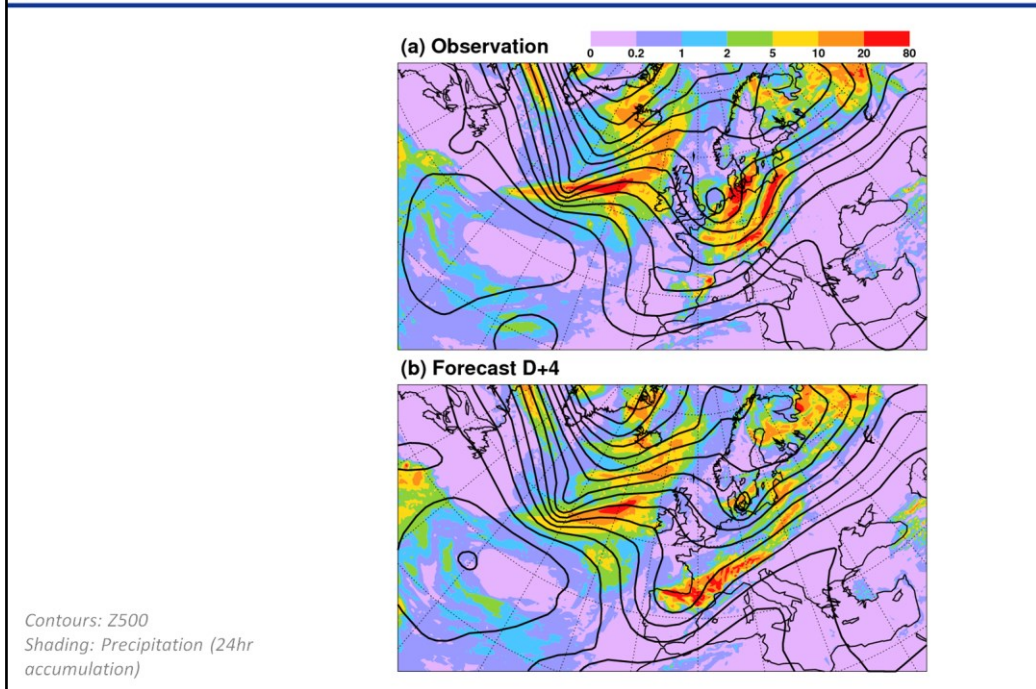 (a) Observation
0 0.2 1 2 5 10 20 80
(b) Forecast D+4
Contours: Z500
Shading: Precipitation (24hr
accumulation)